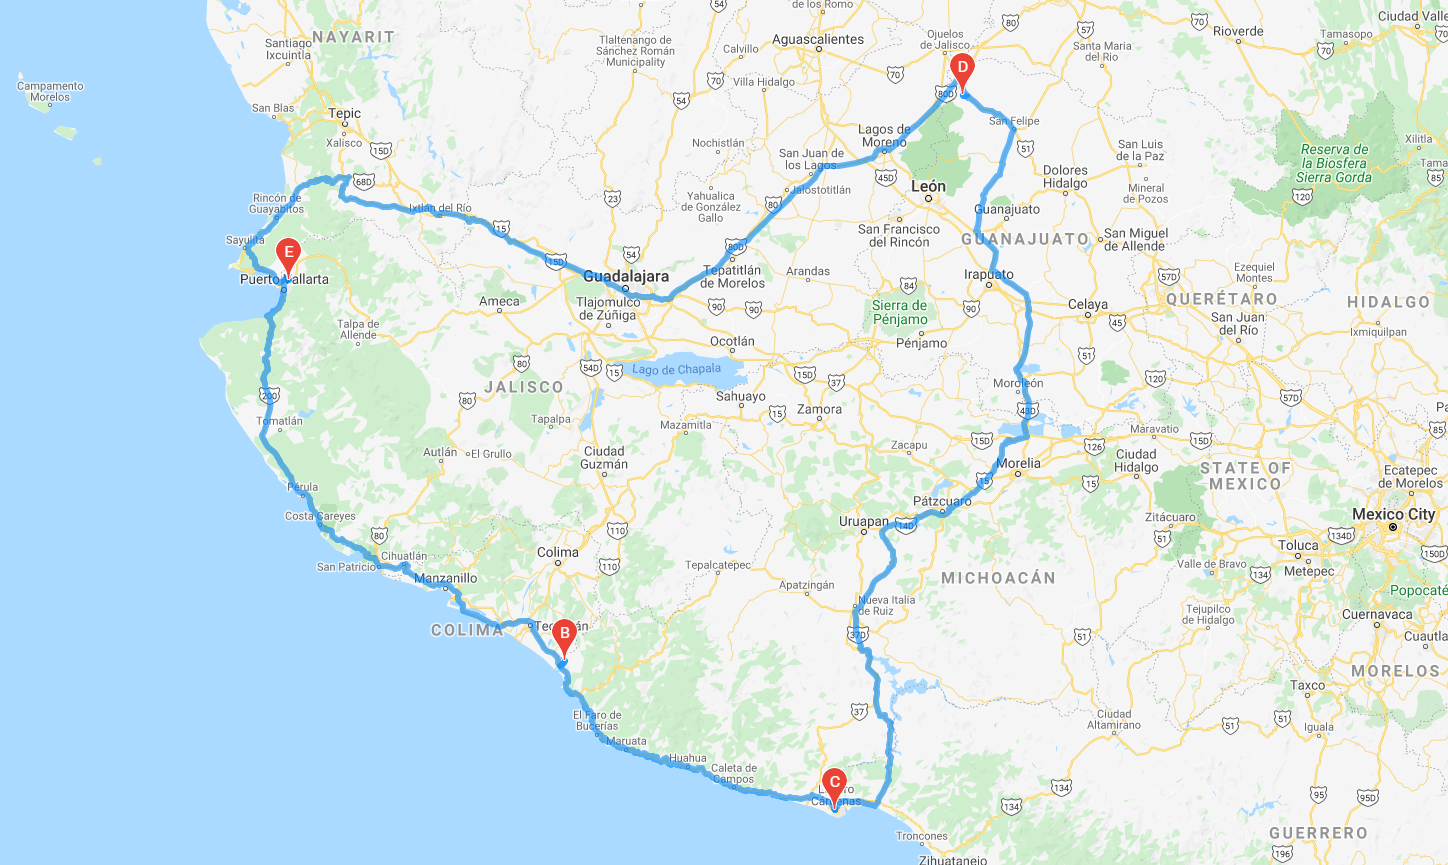 54
de los Romo
80
57
Ciudad Valle
NAYARIT
Santiago
Ixcuintla
Tlaltenango de
Sánchez Román
Municipality
Calvillo
Aguascalientes
Ojuelos
de Jalisco
Santa María
del Río
70
Rioverde
Tamasopo
70
Campamento
Morelos
70
Villa Hidalgo
70
D
80D
54
San Blas
Tepic
Xalisco
15D
Nochistlán
Lagos de
Moreno
San Felipe
51
San Luis
de la Paz
Xilitla
Reserva de
la Biosfera
Sierra Gorda
Tama
85
120
68D
San Juan de
los Lagos
45D
Jalostotitlán
León
Dolores
Hidalgo
Mineral
de Pozos
Rincón de
Guayabitos
Ixtlán del Río
23
Yahualica
de González
Gallo
80
Guanajuato
15
San Francisco
del Rincón
GUANAJUATO
San Miguel
de Allende
Sayulita
E
54
80D
15D
Tepatitlán
de Morelos
Arandas
Irapuato
57D
Ezequiel
Montes
Puerto Vallarta
Guadalajara
84
Ameca
Tlajomulco
de Zúñiga
90
90
Sierra de
Pénjamo
90
Celaya
QUERÉTARO
HIDALGO
45
San Juan
del Río
Ixmiquilpan
Talpa de
Allende
Ocotlán
Pénjamo
80
54D
15
Lago de Chapala
15D
37
51
JALISCO
Moroleón
120
200
80
Sahuayo
43D
57D
Tomatlán
Tapalpa
15
Zamora
Mazamitla
Zacapu
15D
126
Maravatio
15D
85
Pa
Autlán
El Grullo
Ciudad
Guzmán
Morelia
Ciudad
Hidalgo
STATE OF
MEXICO
Ecatepec
de Morelos
Pérula
15
15
Pátzcuaro
Costa Careyes
Uruapan
14D
Zitácuaro
Mexico City
80
110
51
134D
150D
San Patricio
Cihuatlán
Colima
110
Tepalcatepec
Toluca
Metepec
Valle de Bravo
134
Manzanillo
Apatzingán
MICHOACÁN
Popocaté
Nueva Italia
de Ruiz
Tejupilco
de Hidalgo
Cuernavaca
COLIMA
B
37D
51
Cuautla
MORELOS
Taxco
El Faro de
Bucerías
37
Ciudad
Altamirano
51
Iguala
51
Maruata
Huahua
Caleta de
Campos
C
134
95
95D
134
Troncones
GUERRERO
196
Zihuatanejo